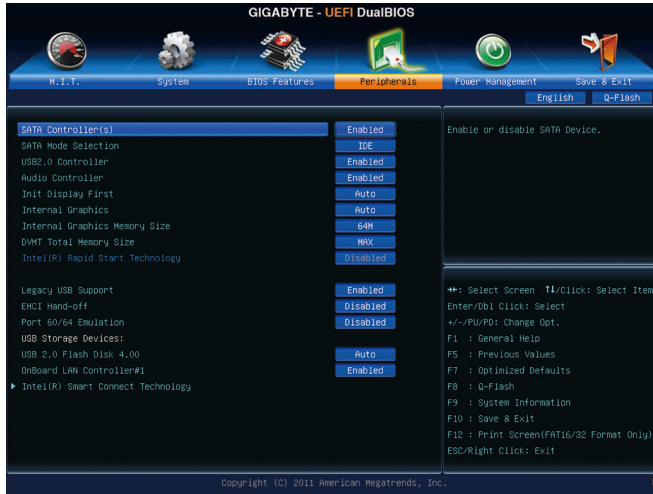 GIGABYTE - UEFI DualBIOS
M.I.T. System BIOS Features Peripherals Power Management Save & Exit
English Q-Flash
SATA Controller(s) Enabled
SATA Mode Selection IDE
USB2.0 Controller Enabled
Audio Controller Enabled
Init Display First Auto
Internal Graphics Auto
Internal Graphics Memory Size 64M
DVMT Total Memory Size MAX
Intel(R) Rapid Start Technology Disabled
Legacy USB Support Enabled
EHCI Hand-off Disabled
Port 60/64 Emulation Disabled
USB Storage Devices:
USB 2.0 Flash Disk 4.00 Auto
OnBoard LAN Controller#1 Enabled
Intel(R) Smart Connect Technology
Enable or disable SATA Device.
→←: Select Screen ↑↓/Click: Select Item
Enter/Dbl Click: Select
+/-/PU/PD: Change Opt.
F1 : General Help
F5 : Previous Values
F7 : Optimized Defaults
F8 : Q-Flash
F9 : System Information
F10 : Save & Exit
F12 : Print Screen(FAT16/32 Format Only)
ESC/Right Click: Exit
Copyright (C) 2011 American Megatrends, Inc.